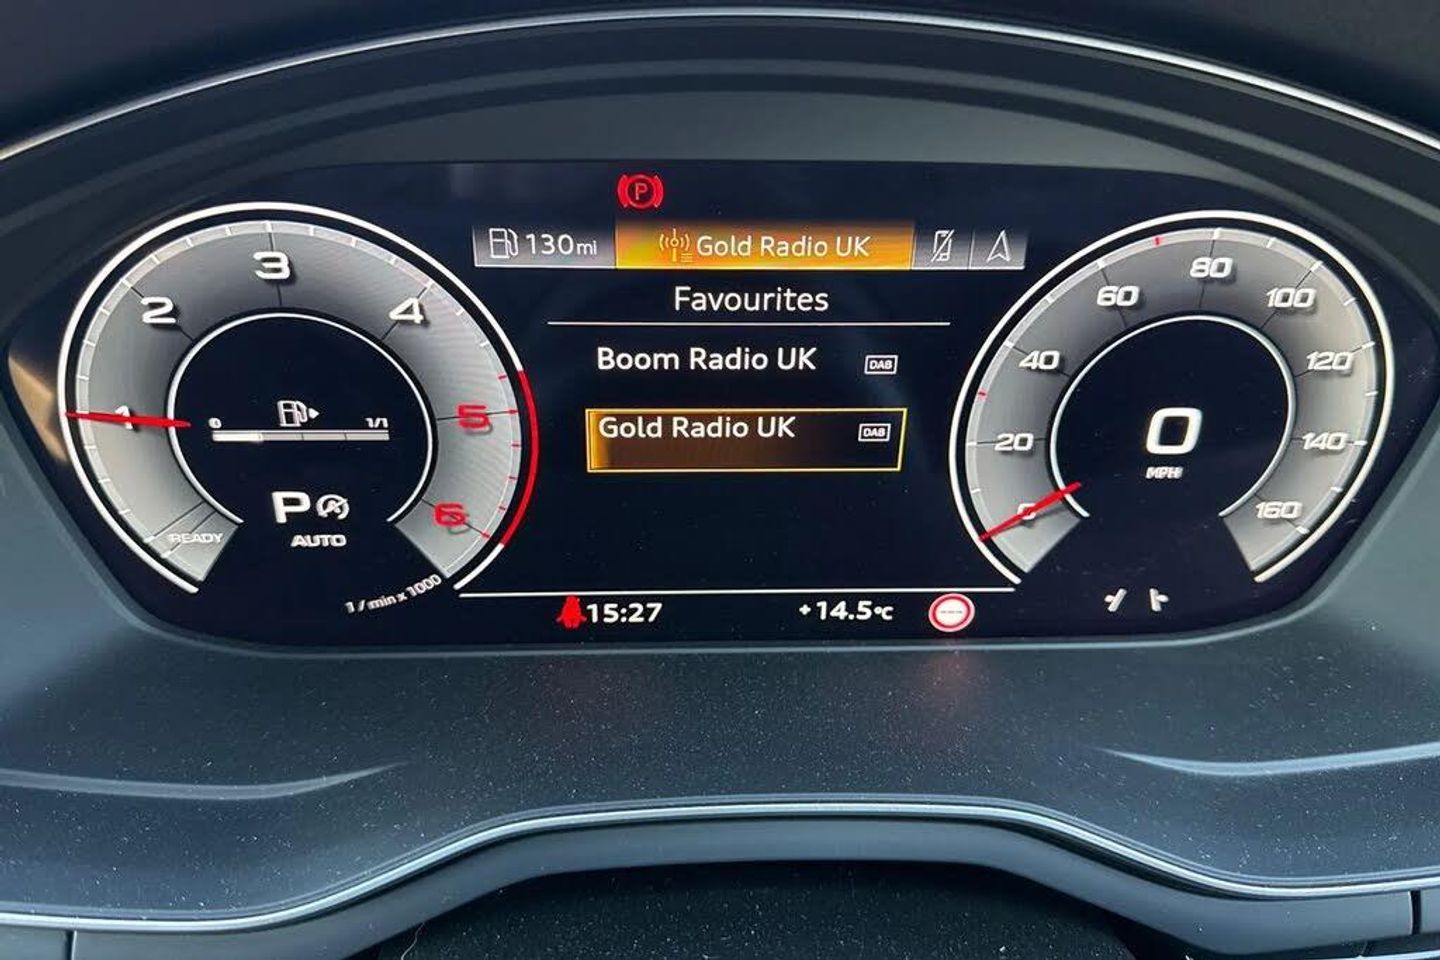 P
130mi
Gold Radio UK
Favourites
Boom Radio UK DAB
Gold Radio UK DAB
15:27
+14.5°C
1
2
3
4
5
6
READY
1 / min x 1000
0 1/1
P A
AUTO
0
20
40
60
80
100
120
140
160
0
MPH